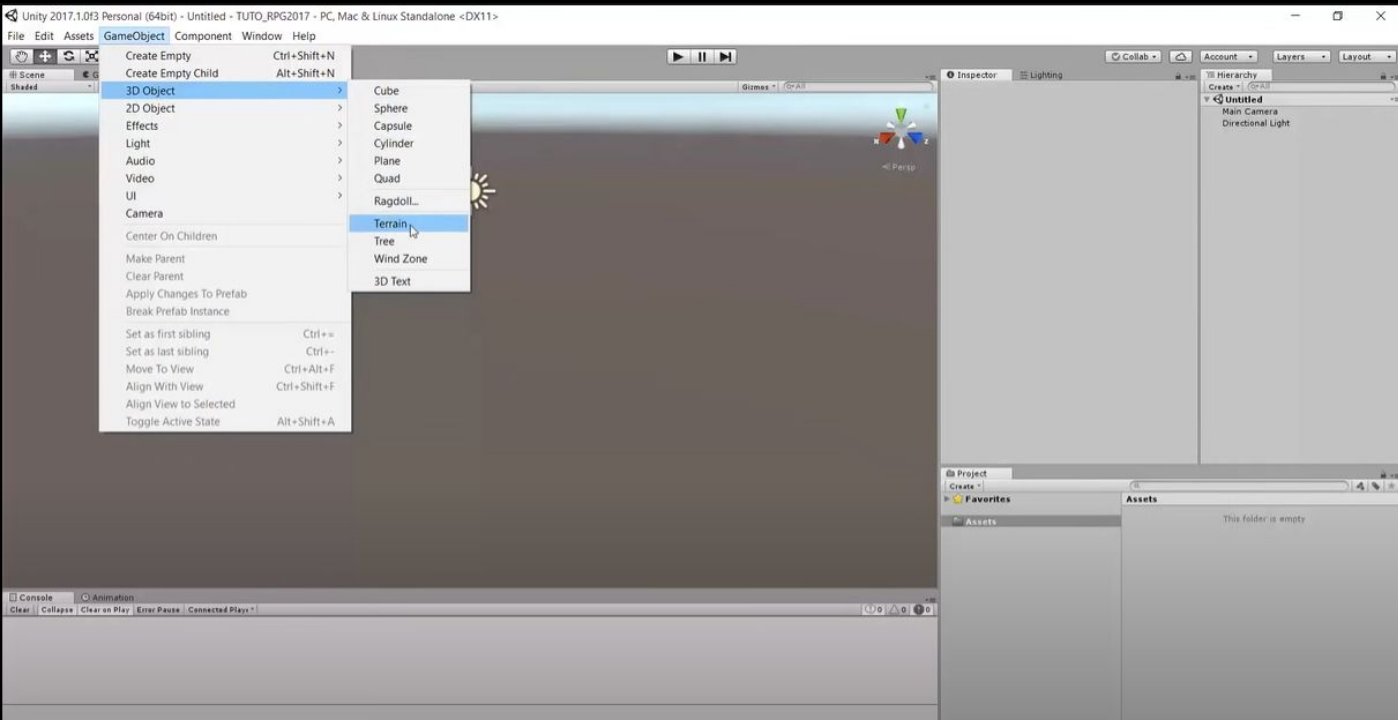 Unity 2017.1.0f3 Personal (64bit) - Untitled - TUTO_RPG2017 - PC, Mac & Linux Standalone <DX11>
File Edit Assets GameObject Component Window Help
Collab Account Layers Layout
Scene
Shaded
Gizmos All
Create Empty Ctrl+Shift+N
Create Empty Child Alt+Shift+N
3D Object
2D Object
Effects
Light
Audio
Video
UI
Camera
Center On Children
Make Parent
Clear Parent
Apply Changes To Prefab
Break Prefab Instance
Set as first sibling Ctrl+=
Set as last sibling Ctrl+-
Move To View Ctrl+Alt+F
Align With View Ctrl+Shift+F
Align View to Selected
Toggle Active State Alt+Shift+A
Cube
Sphere
Capsule
Cylinder
Plane
Quad
Ragdoll...
Terrain
Tree
Wind Zone
3D Text
x z
Persp
Inspector Lighting
Hierarchy
Create All
Untitled
Main Camera
Directional Light
Project
Create
Favorites
Assets
Assets
This folder is empty
Console Animation
Clear Collapse Clear on Play Error Pause Connected Player
0 0 0